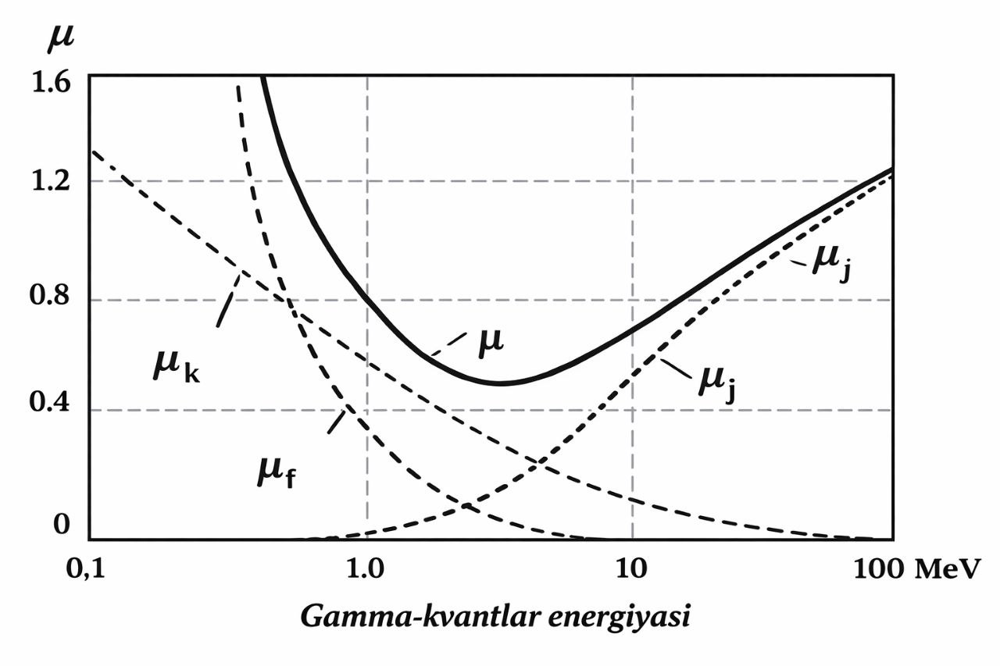 μ
1.6
1.2
μj
0.8
μ
μk
μj
0.4
μf
0
0,1 1.0 10 100 MeV
Gamma-kvantlar energiyasi